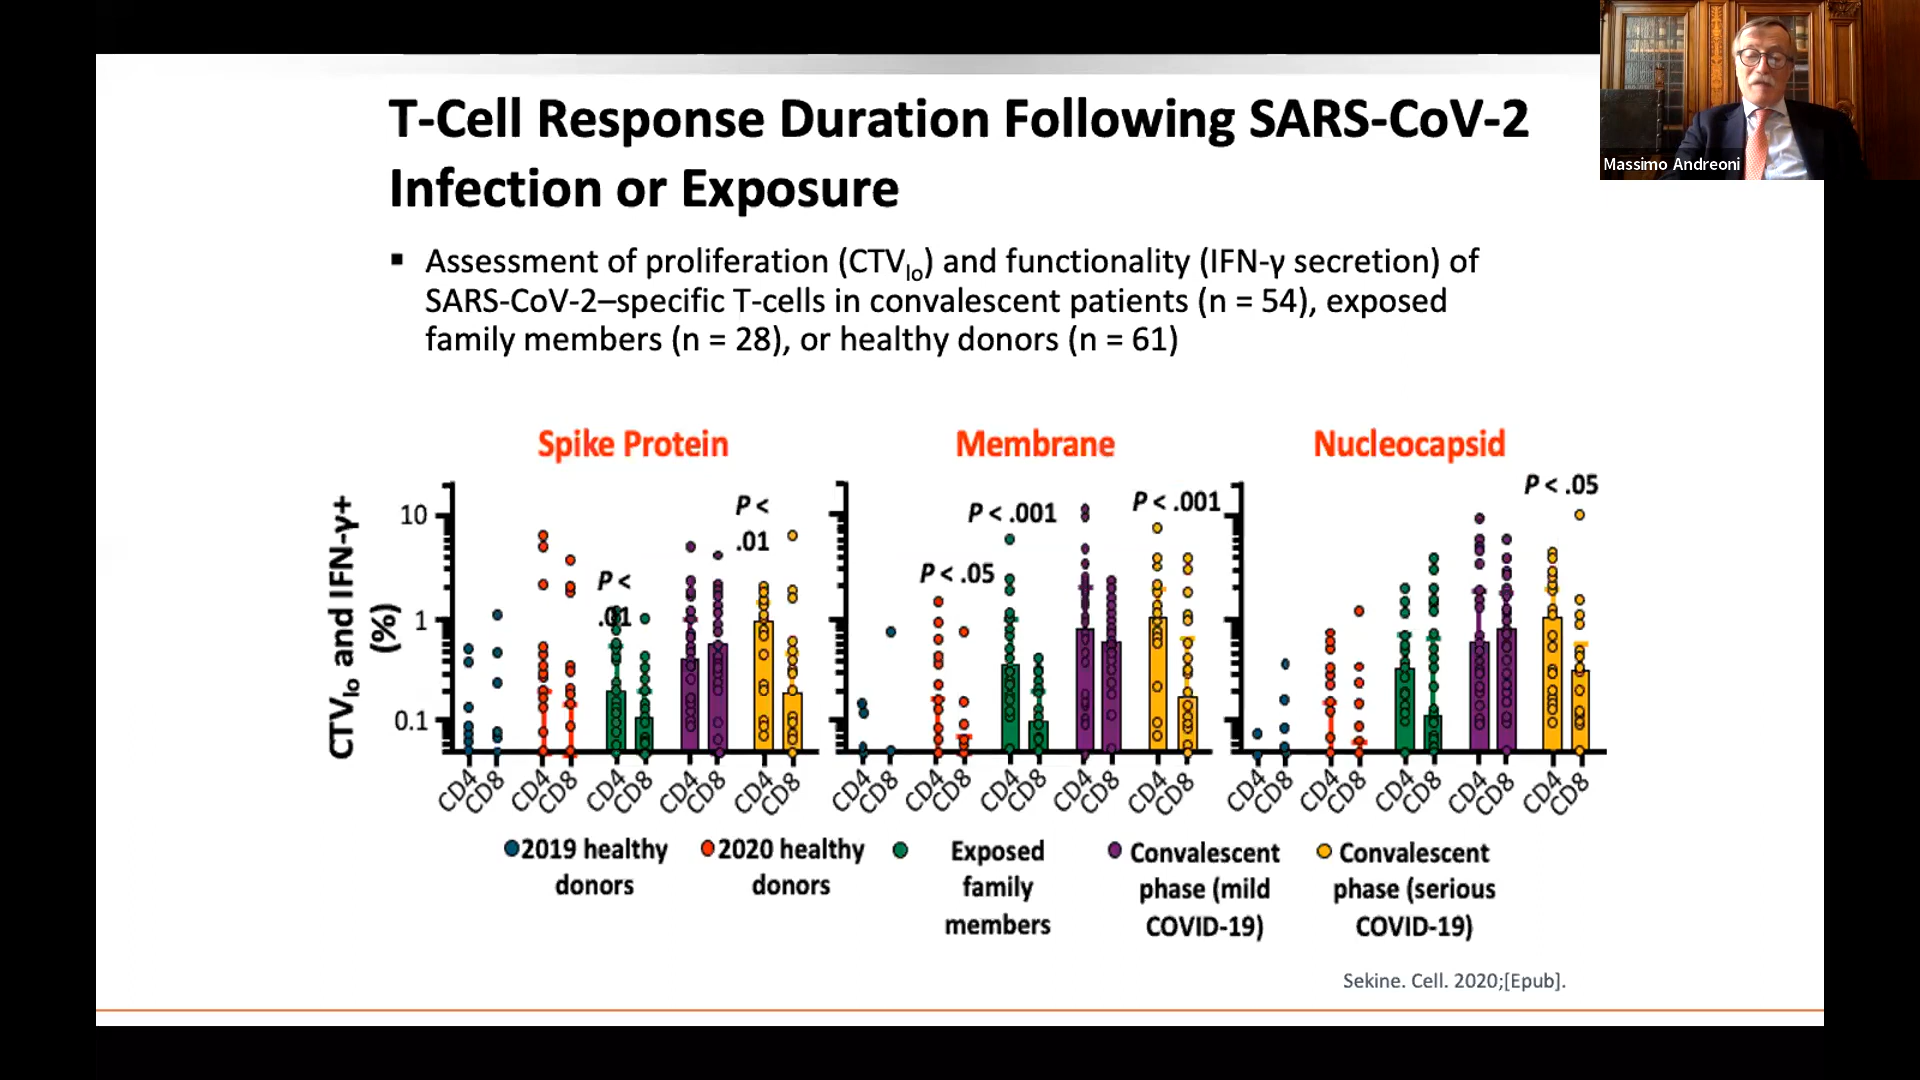 T-Cell Response Duration Following SARS-CoV-2
Infection or Exposure
Massimo Andreoni
▪ Assessment of proliferation (CTVlo) and functionality (IFN-γ secretion) of
SARS-CoV-2–specific T-cells in convalescent patients (n = 54), exposed
family members (n = 28), or healthy donors (n = 61)
Spike Protein
Membrane
Nucleocapsid
CTVlo and IFN-γ+
(%)
10
1
0.1
P <
.01
P <
.01
P < .05
P < .001
P < .001
P < .05
CD4 CD8 CD4 CD8 CD4 CD8 CD4 CD8 CD4 CD8
CD4 CD8 CD4 CD8 CD4 CD8 CD4 CD8 CD4 CD8
CD4 CD8 CD4 CD8 CD4 CD8 CD4 CD8 CD4 CD8
2019 healthy
donors
2020 healthy
donors
Exposed
family
members
Convalescent
phase (mild
COVID-19)
Convalescent
phase (serious
COVID-19)
Sekine. Cell. 2020;[Epub].